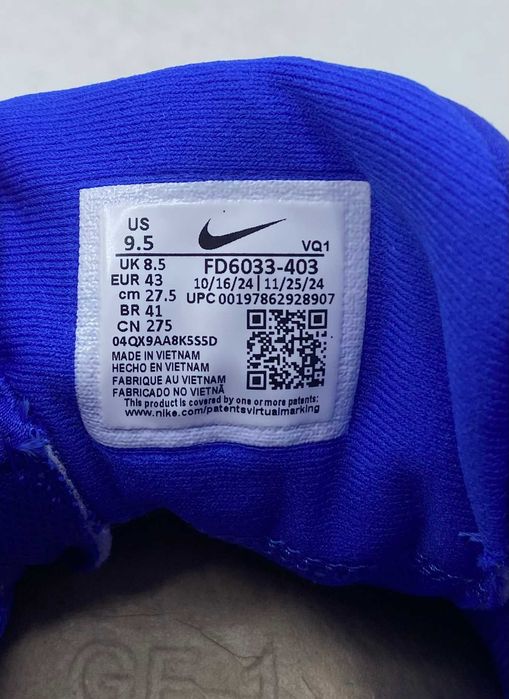 US
9.5
VQ1
UK 8.5
FD6033-403
EUR 43
10/16/24 | 11/25/24
cm 27.5
UPC 00197862928907
BR 41
CN 275
04QX9AA8K5S5D
MADE IN VIETNAM
HECHO EN VIETNAM
FABRIQUE AU VIETNAM
FABRICADO NO VIETNÃ
This product is covered by one or more patents:
www.nike.com/patentsvirtualmarking